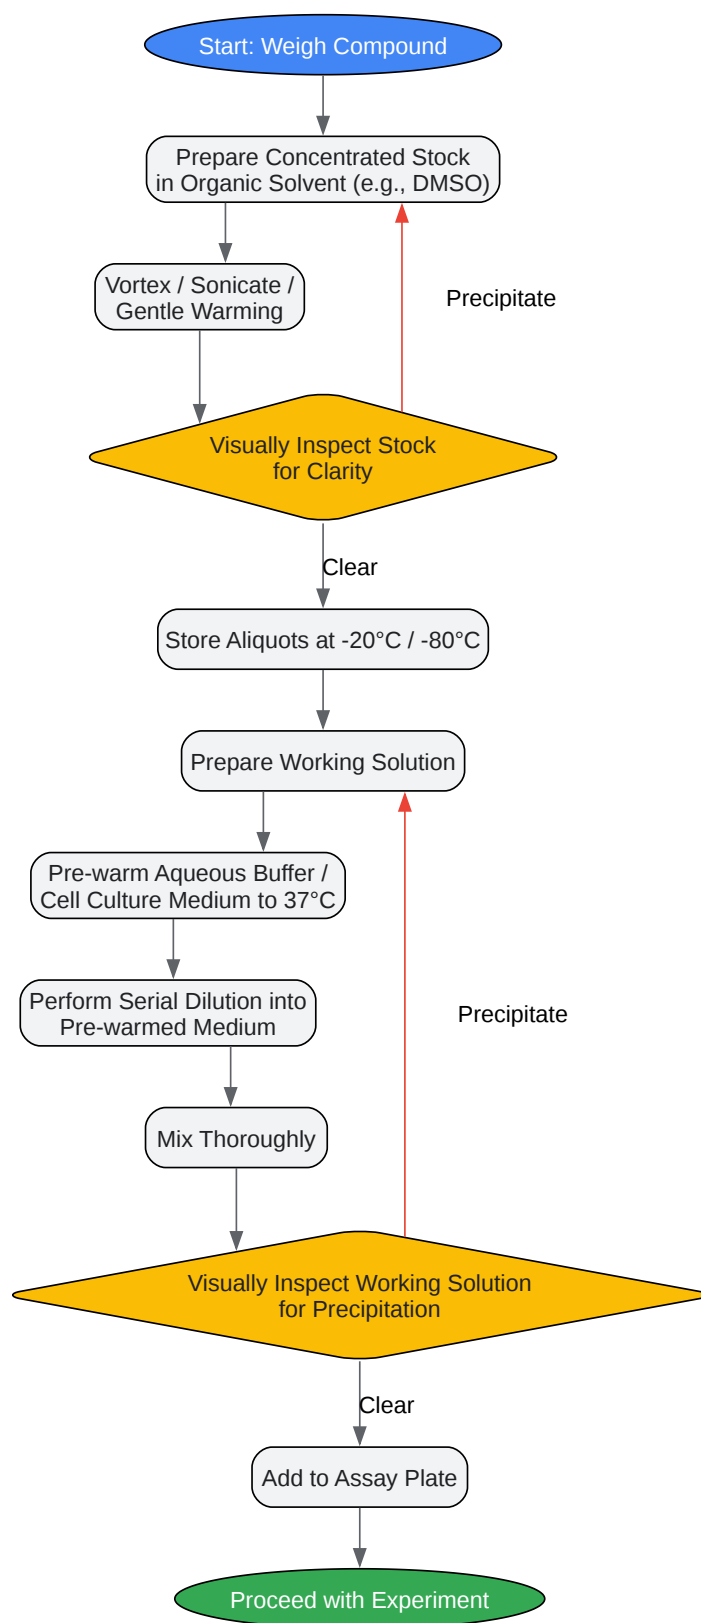 Start: Weigh Compound
Prepare Concentrated Stock
in Organic Solvent (e.g., DMSO)
Vortex / Sonicate /
Gentle Warming
Precipitate
Visually Inspect Stock
for Clarity
Clear
Store Aliquots at -20°C / -80°C
Prepare Working Solution
Pre-warm Aqueous Buffer /
Cell Culture Medium to 37°C
Perform Serial Dilution into
Pre-warmed Medium
Precipitate
Mix Thoroughly
Visually Inspect Working Solution
for Precipitation
Clear
Add to Assay Plate
Proceed with Experiment